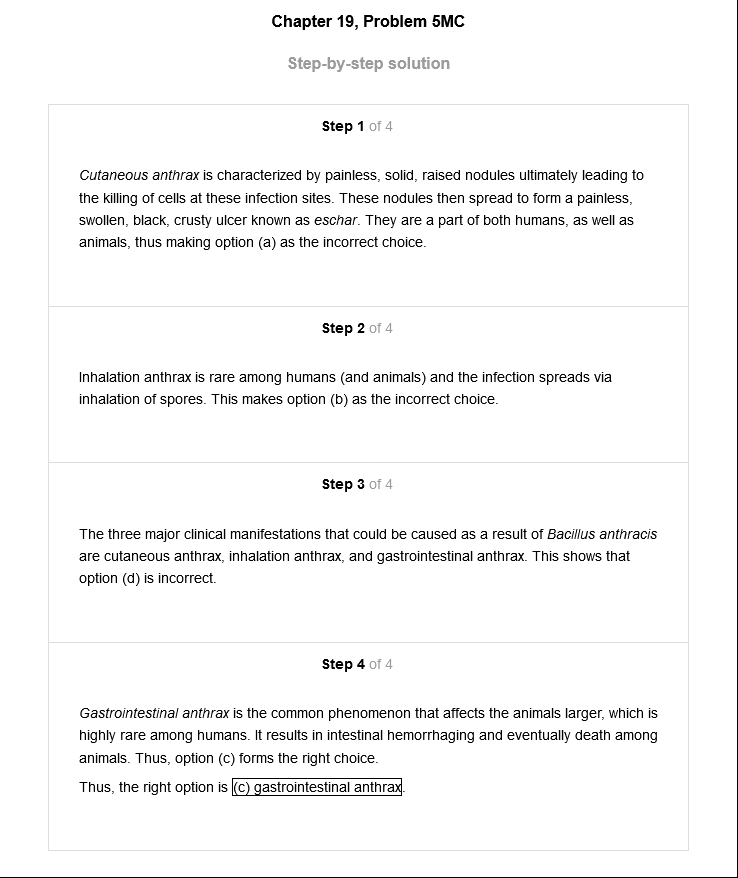 Chapter 19, Problem 5MC
Step-by-step solution
Step 1 of 4
Cutaneous anthrax is characterized by painless, solid, raised nodules ultimately leading to
the killing of cells at these infection sites. These nodules then spread to form a painless,
swollen, black, crusty ulcer known as eschar. They are a part of both humans, as well as
animals, thus making option (a) as the incorrect choice.
Step 2 of 4
Inhalation anthrax is rare among humans (and animals) and the infection spreads via
inhalation of spores. This makes option (b) as the incorrect choice.
Step 3 of 4
The three major clinical manifestations that could be caused as a result of Bacillus anthracis
are cutaneous anthrax, inhalation anthrax, and gastrointestinal anthrax. This shows that
option (d) is incorrect.
Step 4 of 4
Gastrointestinal anthrax is the common phenomenon that affects the animals larger, which is
highly rare among humans. It results in intestinal hemorrhaging and eventually death among
animals. Thus, option (c) forms the right choice.
Thus, the right option is (c) gastrointestinal anthrax.